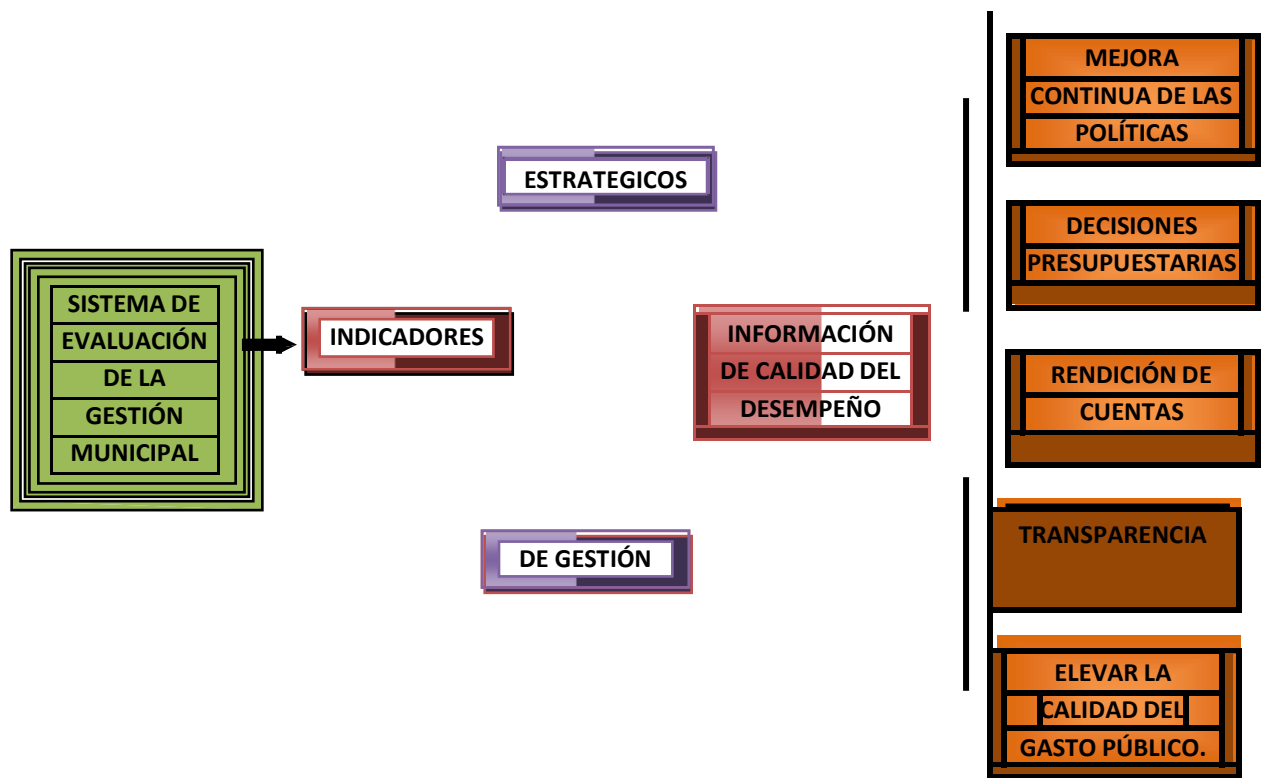 SISTEMA DE
EVALUACIÓN
DE LA
GESTIÓN
MUNICIPAL
INDICADORES
ESTRATEGICOS
DE GESTIÓN
INFORMACIÓN
DE CALIDAD DEL
DESEMPEÑO
MEJORA
CONTINUA DE LAS
POLÍTICAS
DECISIONES
PRESUPUESTARIAS
RENDICIÓN DE
CUENTAS
TRANSPARENCIA
ELEVAR LA
CALIDAD DEL
GASTO PÚBLICO.